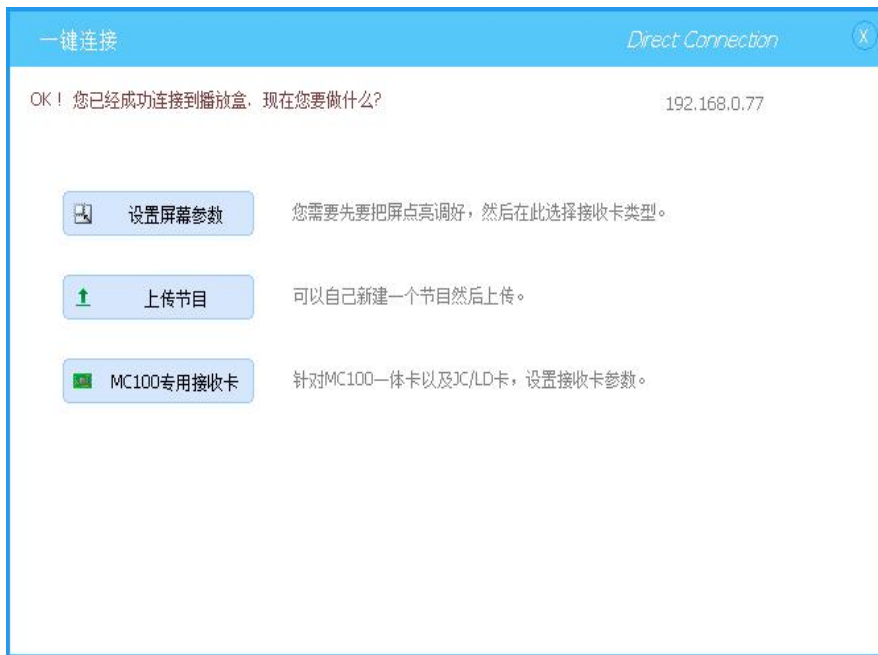 一键连接 Direct Connection X
OK！您已经成功连接到播放盒. 现在您要做什么? 192.168.0.77
设置屏幕参数 您需要先要把屏点亮调好，然后在此选择接收卡类型。
上传节目 可以自己新建一个节目然后上传。
MC100专用接收卡 针对MC100一体卡以及JC/LD卡，设置接收卡参数。